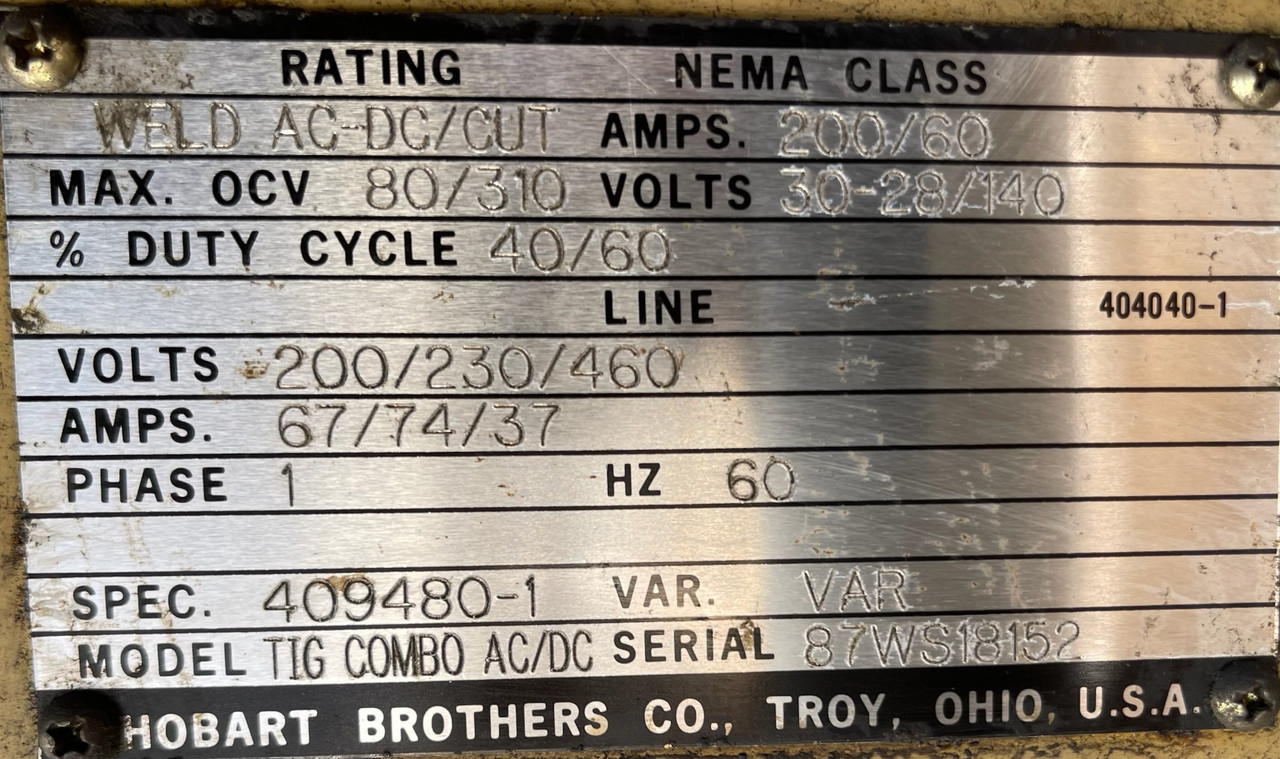 RATING NEMA CLASS
WELD AC-DC/CUT AMPS. 200/60
MAX. OCV 80/310 VOLTS 30-28/140
% DUTY CYCLE 40/60
LINE 404040-1
VOLTS 200/230/460
AMPS. 67/74/37
PHASE 1 HZ 60
SPEC. 409480-1 VAR. VAR
MODEL TIG COMBO AC/DC SERIAL 87WS18152
HOBART BROTHERS CO., TROY, OHIO, U.S.A.